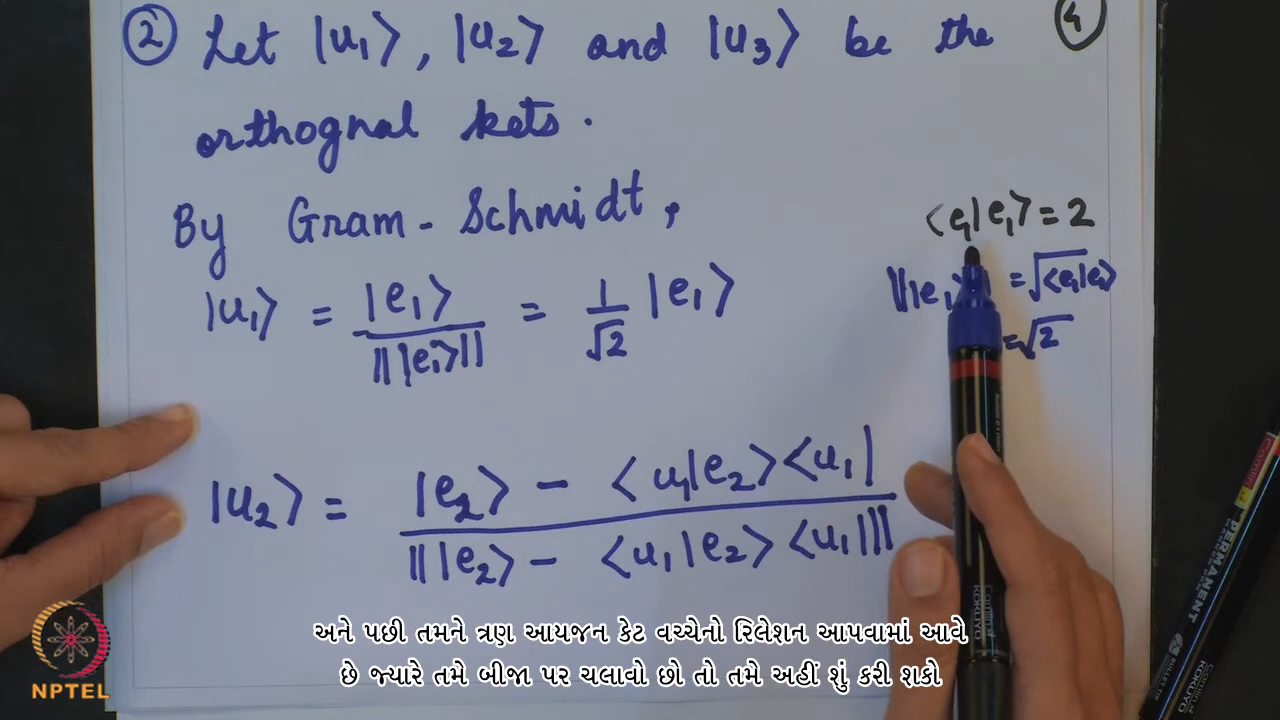 ② Let |u₁⟩, |u₂⟩ and |u₃⟩ be the
④
orthognal kets.
By Gram - Schmidt,
⟨e₁|e₁⟩ = 2
|u₁⟩ = |e₁⟩ / || |e₁⟩ || = 1/√2 |e₁⟩
|||e₁⟩ = √⟨e₁|e₁⟩
= √2
|u₂⟩ = |e₂⟩ - ⟨u₁|e₂⟩⟨u₁| / || |e₂⟩ - ⟨u₁|e₂⟩ ⟨u₁| ||
અને પછી તમને ત્રણ આયજન કેટ વચ્ચેનો રિલેશન આપવામાં આવે
છે જ્યારે તમે બીજા પર ચલાવો છો તો તમે અહીં શું કરી શકો
NPTEL
PERMANENT
KOKUYO